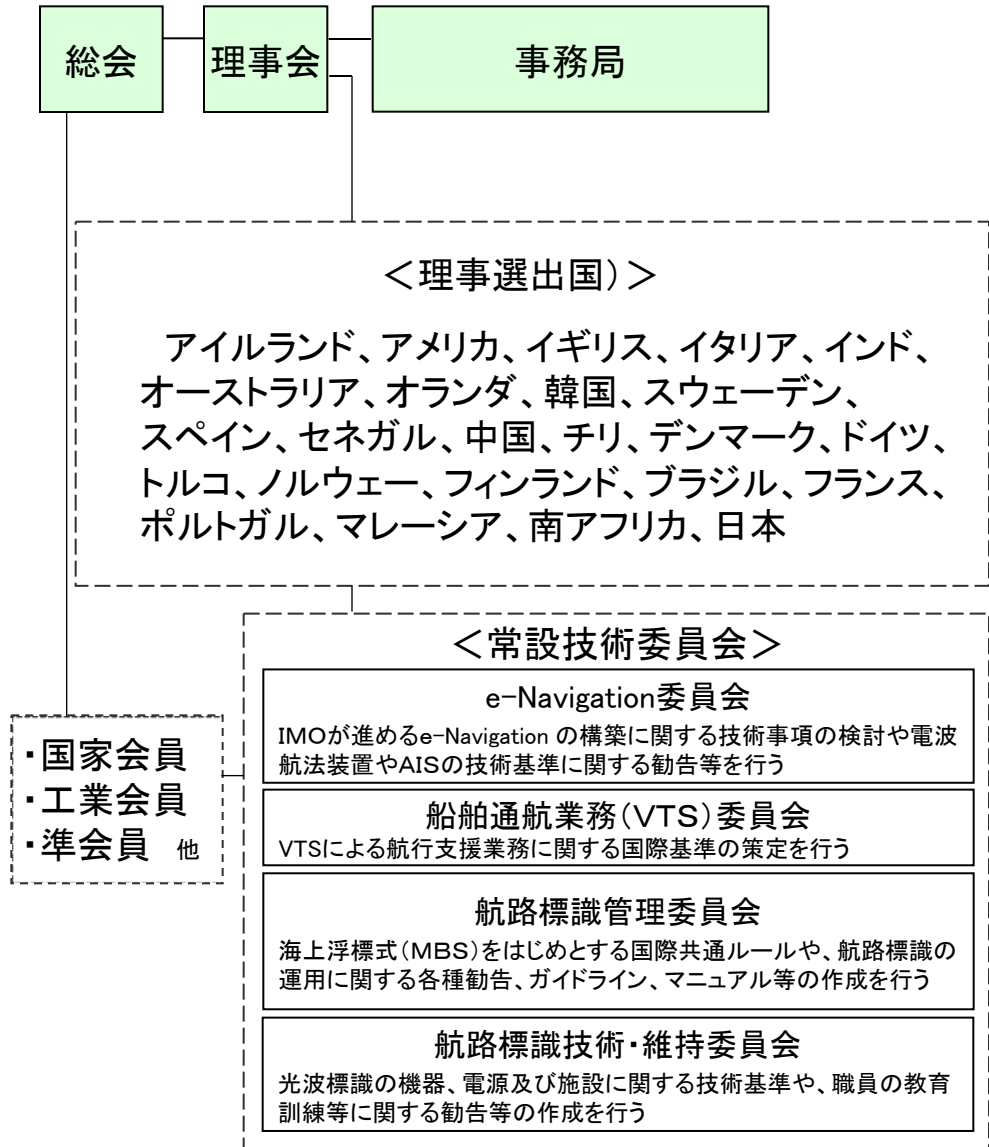 総会
理事会
事務局
＜理事選出国）＞
アイルランド、アメリカ、イギリス、イタリア、インド、
オーストラリア、オランダ、韓国、スウェーデン、
スペイン、セネガル、中国、チリ、デンマーク、ドイツ、
トルコ、ノルウェー、フィンランド、ブラジル、フランス、
ポルトガル、マレーシア、南アフリカ、日本
・国家会員
・工業会員
・準会員 他
＜常設技術委員会＞
e-Navigation委員会
IMOが進めるe-Navigation の構築に関する技術事項の検討や電波
航法装置やAISの技術基準に関する勧告等を行う
船舶通航業務（VTS）委員会
VTSによる航行支援業務に関する国際基準の策定を行う
航路標識管理委員会
海上浮標式（MBS）をはじめとする国際共通ルールや、航路標識の
運用に関する各種勧告、ガイドライン、マニュアル等の作成を行う
航路標識技術・維持委員会
光波標識の機器、電源及び施設に関する技術基準や、職員の教育
訓練等に関する勧告等の作成を行う